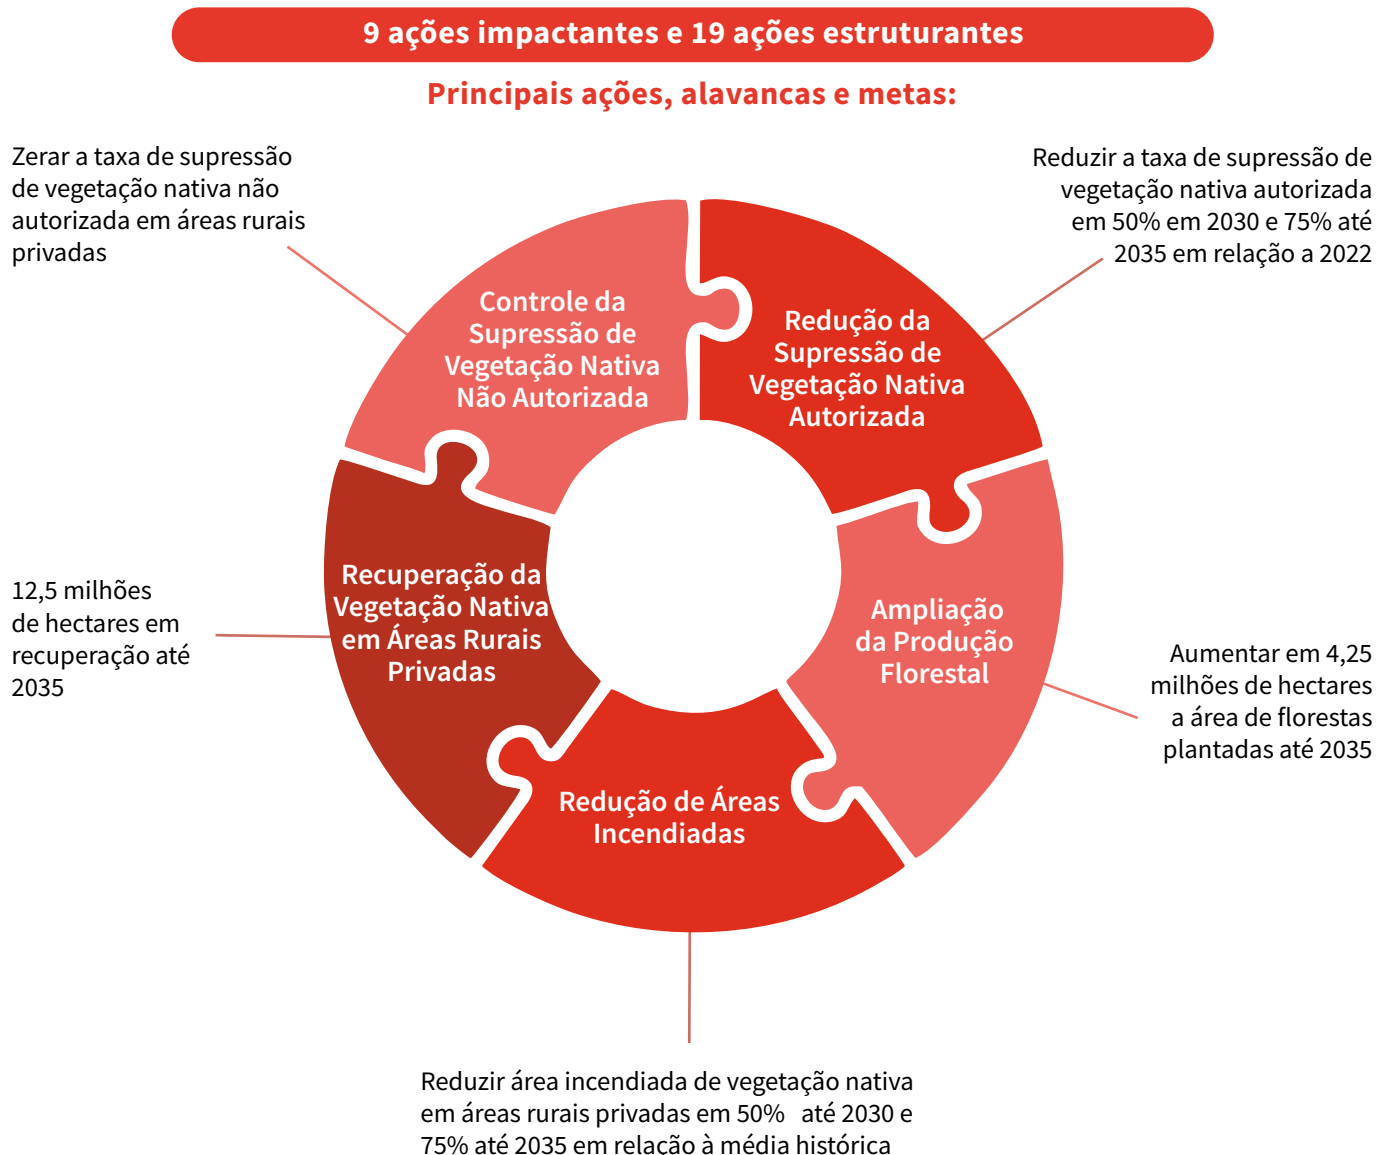 9 ações impactantes e 19 ações estruturantes
Principais ações, alavancas e metas:
Zerar a taxa de supressão
de vegetação nativa não
autorizada em áreas rurais
privadas
Reduzir a taxa de supressão de
vegetação nativa autorizada
em 50% em 2030 e 75% até
2035 em relação a 2022
Controle da
Supressão de
Vegetação Nativa
Não Autorizada
Redução da
Supressão de
Vegetação Nativa
Autorizada
Recuperação da
Vegetação Nativa
em Áreas Rurais
Privadas
Ampliação
da Produção
Florestal
12,5 milhões
de hectares em
recuperação até
2035
Aumentar em 4,25
milhões de hectares
a área de florestas
plantadas até 2035
Redução de Áreas
Incendiadas
Reduzir área incendiada de vegetação nativa
em áreas rurais privadas em 50% até 2030 e
75% até 2035 em relação à média histórica